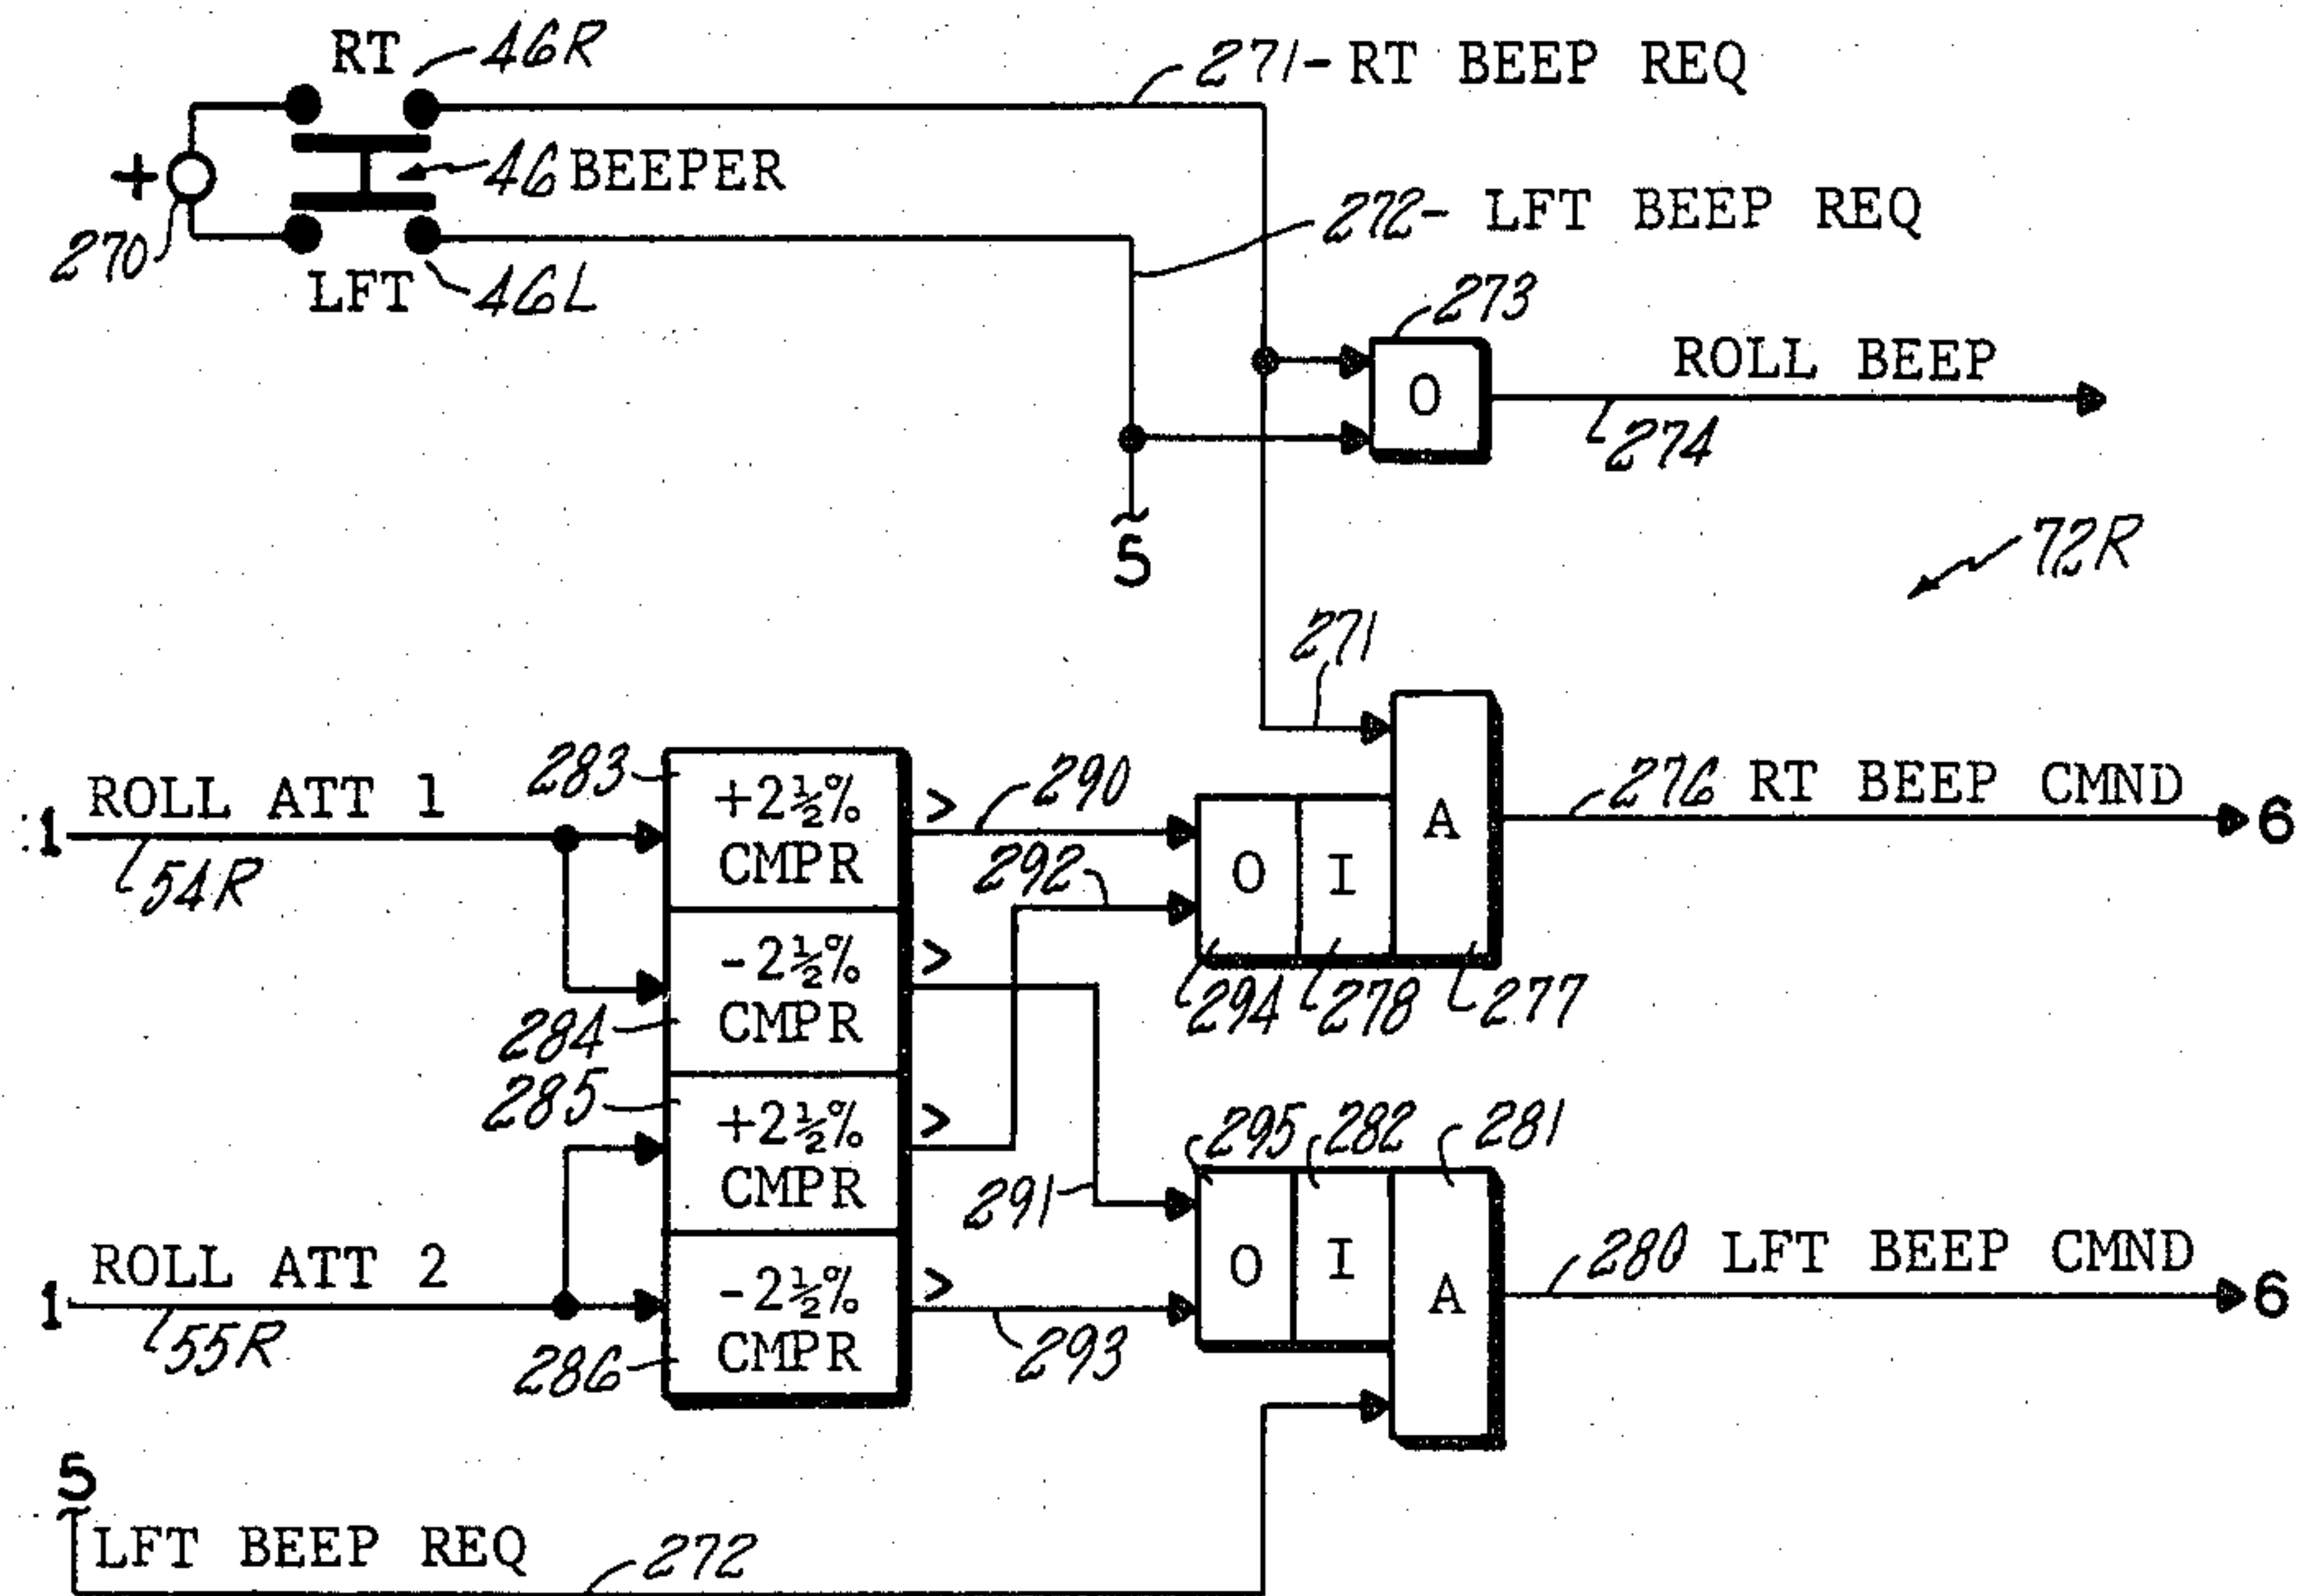 RT 46R
271- RT BEEP REQ
+ 46 BEEPER
270
LFT 46L
272- LFT BEEP REQ
273
O
ROLL BEEP
274
5
72R
271
1 ROLL ATT 1
54R
283
+2½%
CMPR
>
290
292
O I A
276 RT BEEP CMND
6
294 278 277
284
-2½%
CMPR
>
285
+2½%
CMPR
>
291
295 282 281
O I A
280 LFT BEEP CMND
6
1 ROLL ATT 2
55R
286
-2½%
CMPR
>
293
5
LFT BEEP REQ 272